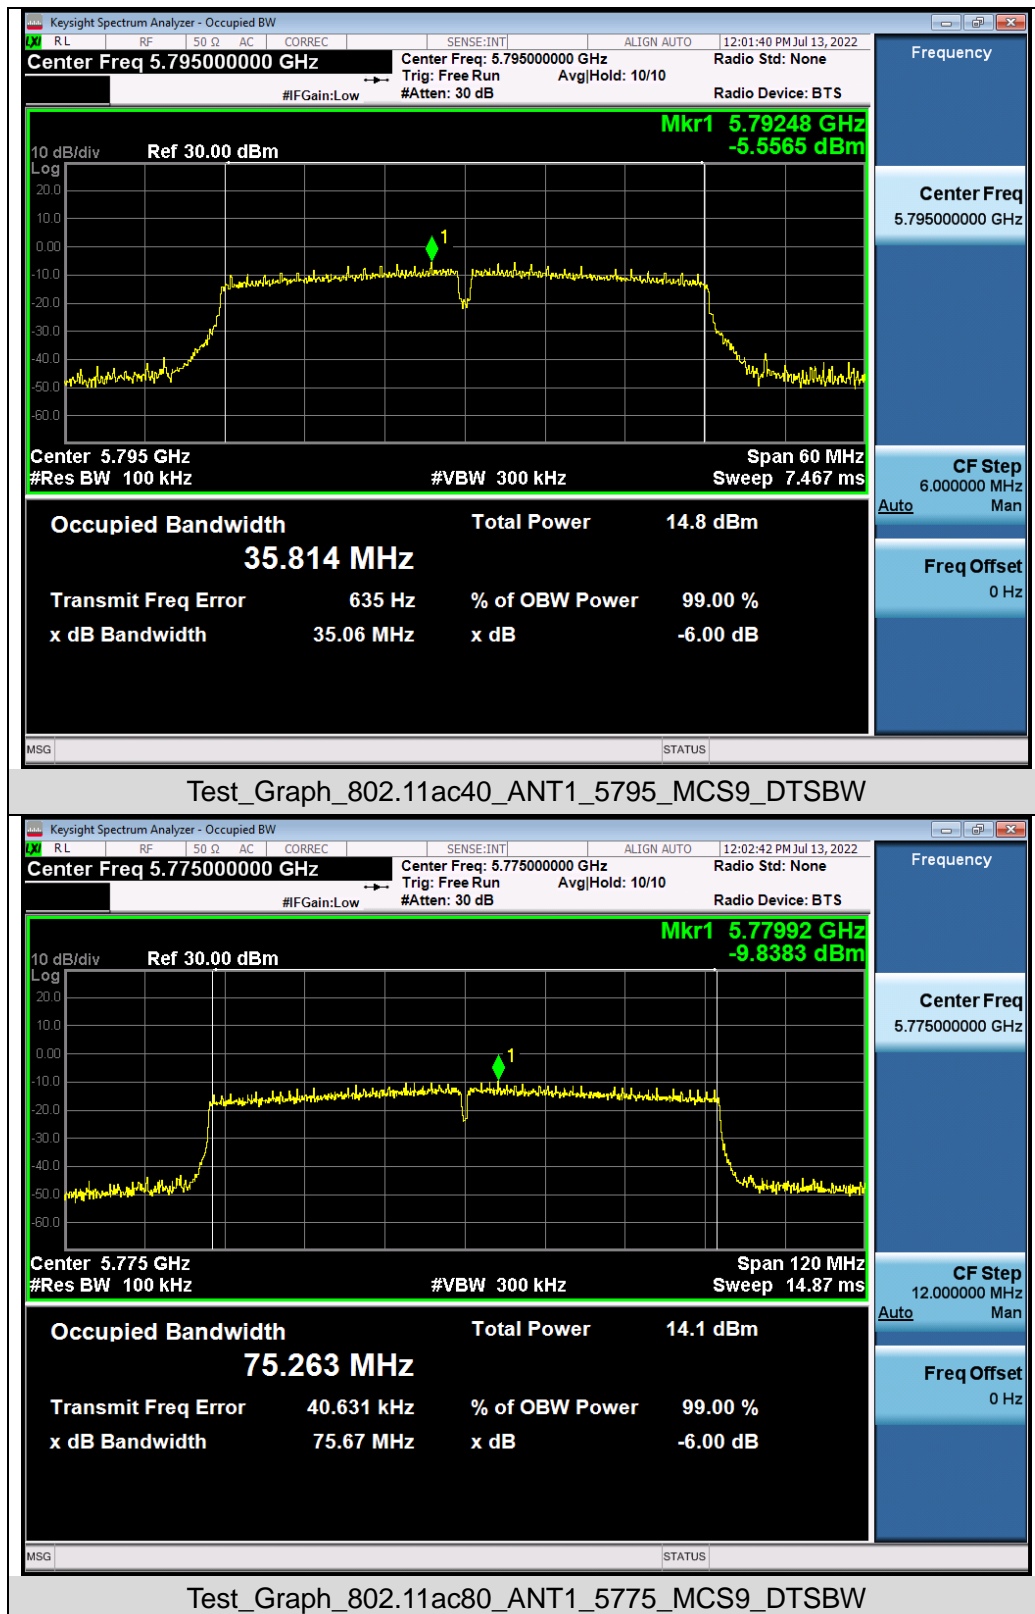 Keysight Spectrum Analyzer - Occupied BW
LXI RL RF 50 Ω AC CORREC SENSE:INT ALIGN AUTO 12:01:40 PM Jul 13, 2022
Center Freq 5.795000000 GHz
Center Freq: 5.795000000 GHz
Radio Std: None
Trig: Free Run Avg|Hold: 10/10
#IFGain:Low
#Atten: 30 dB
Radio Device: BTS
Frequency
Mkr1 5.79248 GHz
-5.5565 dBm
10 dB/div Ref 30.00 dBm
Log
20.0
10.0
0.00
-10.0
-20.0
-30.0
-40.0
-50.0
-60.0
1
Center Freq
5.795000000 GHz
Center 5.795 GHz Span 60 MHz
#Res BW 100 kHz #VBW 300 kHz Sweep 7.467 ms
CF Step
6.000000 MHz
Auto Man
Freq Offset
0 Hz
Occupied Bandwidth Total Power 14.8 dBm
35.814 MHz
Transmit Freq Error 635 Hz % of OBW Power 99.00 %
x dB Bandwidth 35.06 MHz x dB -6.00 dB
MSG STATUS
Test_Graph_802.11ac40_ANT1_5795_MCS9_DTSBW
Keysight Spectrum Analyzer - Occupied BW
LXI RL RF 50 Ω AC CORREC SENSE:INT ALIGN AUTO 12:02:42 PM Jul 13, 2022
Center Freq 5.775000000 GHz
Center Freq: 5.775000000 GHz
Radio Std: None
Trig: Free Run Avg|Hold: 10/10
#IFGain:Low
#Atten: 30 dB
Radio Device: BTS
Frequency
Mkr1 5.77992 GHz
-9.8383 dBm
10 dB/div Ref 30.00 dBm
Log
20.0
10.0
0.00
-10.0
-20.0
-30.0
-40.0
-50.0
-60.0
1
Center Freq
5.775000000 GHz
Center 5.775 GHz Span 120 MHz
#Res BW 100 kHz #VBW 300 kHz Sweep 14.87 ms
CF Step
12.000000 MHz
Auto Man
Freq Offset
0 Hz
Occupied Bandwidth Total Power 14.1 dBm
75.263 MHz
Transmit Freq Error 40.631 kHz % of OBW Power 99.00 %
x dB Bandwidth 75.67 MHz x dB -6.00 dB
MSG STATUS
Test_Graph_802.11ac80_ANT1_5775_MCS9_DTSBW